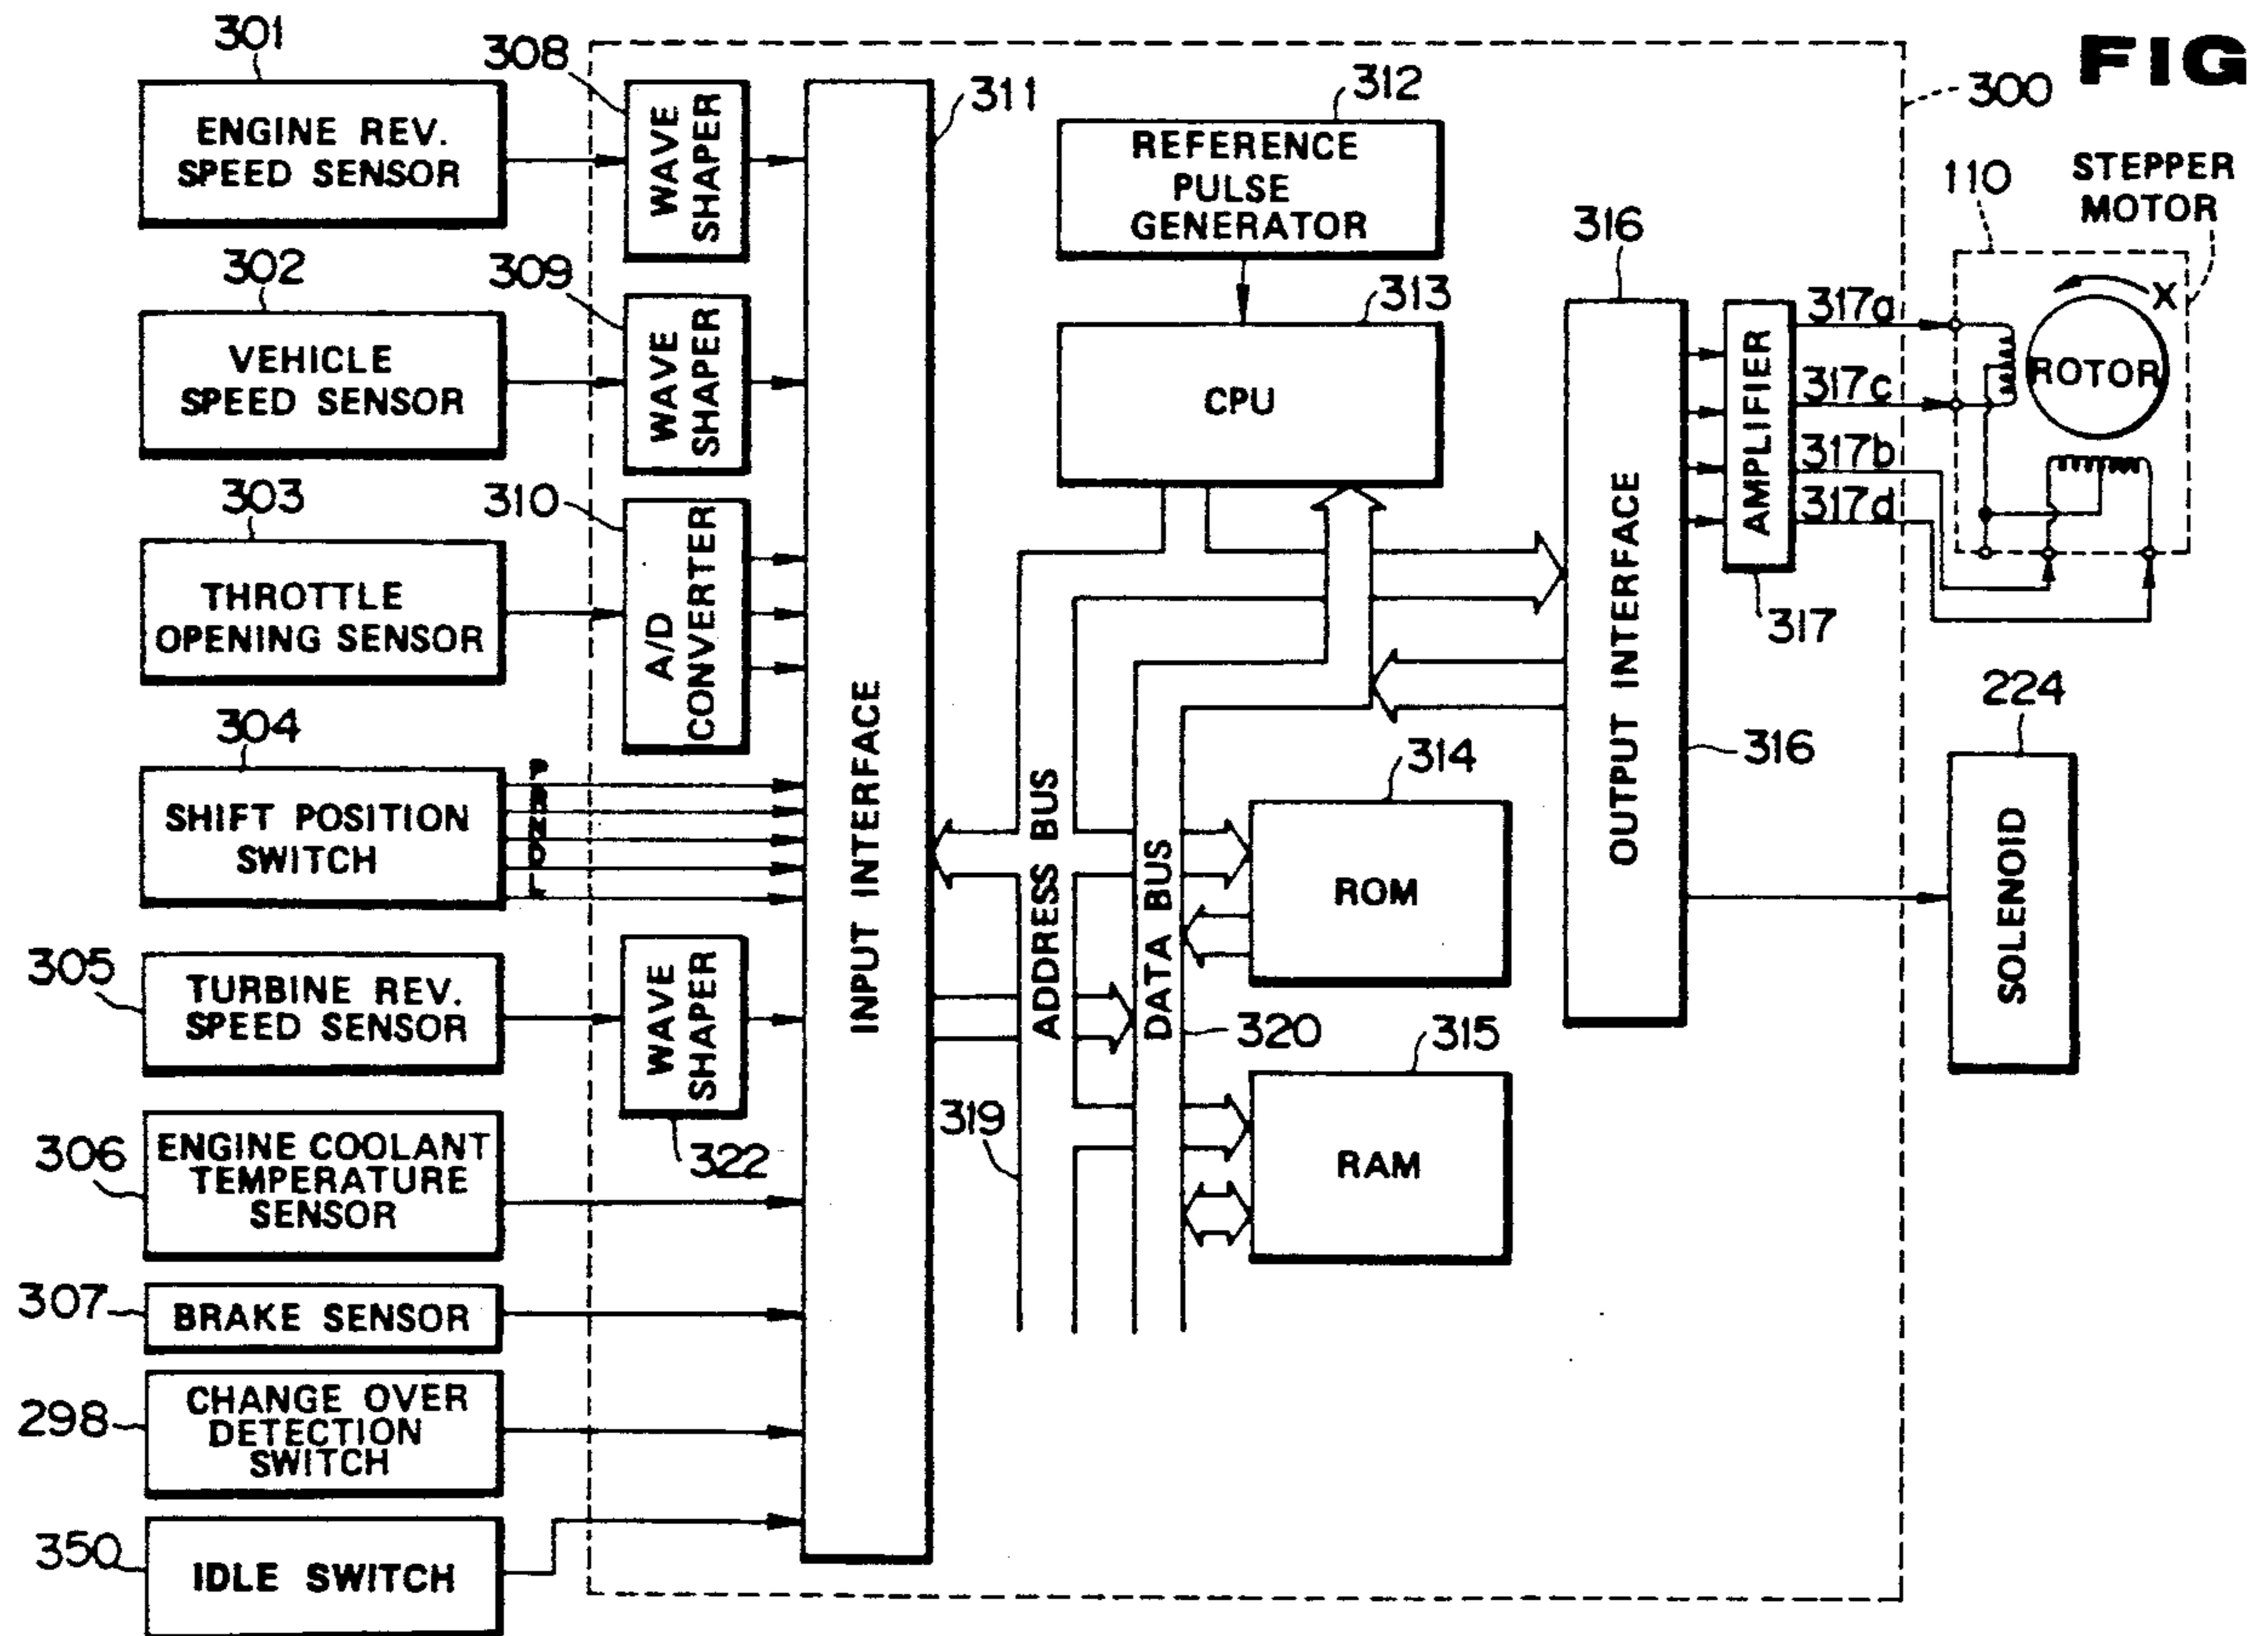 FIG
301
ENGINE REV.
SPEED SENSOR
302
VEHICLE
SPEED SENSOR
303
THROTTLE
OPENING SENSOR
304
SHIFT POSITION
SWITCH
P
R
N
D
L
305
TURBINE REV.
SPEED SENSOR
306
ENGINE COOLANT
TEMPERATURE
SENSOR
307
BRAKE SENSOR
298
CHANGE OVER
DETECTION
SWITCH
350
IDLE SWITCH
308
WAVE
SHAPER
309
WAVE
SHAPER
310
A/D
CONVERTER
WAVE
SHAPER
322
311
INPUT INTERFACE
312
REFERENCE
PULSE
GENERATOR
313
CPU
ADDRESS BUS
319
DATA BUS
320
314
ROM
315
RAM
316
OUTPUT INTERFACE
316
AMPLIFIER
317
317a
317c
317b
317d
300
110
STEPPER
MOTOR
X
ROTOR
224
SOLENOID